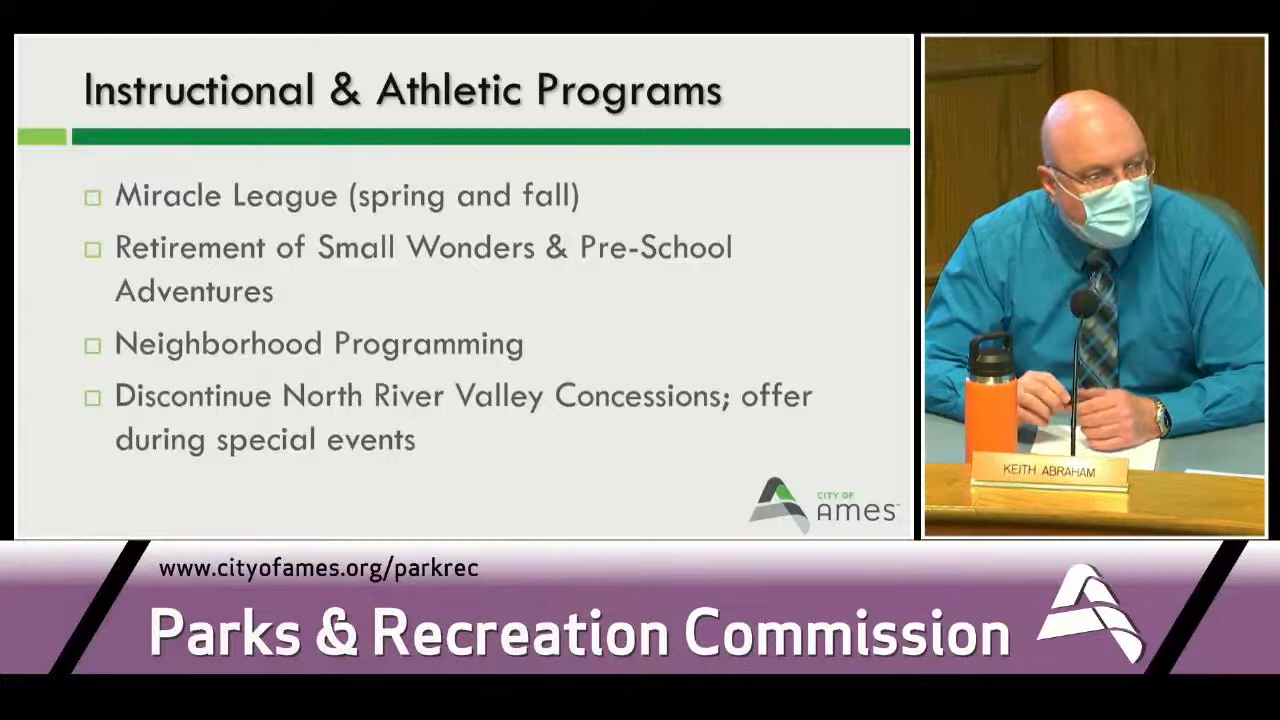 Instructional & Athletic Programs
Miracle League (spring and fall)
Retirement of Small Wonders & Pre-School
Adventures
Neighborhood Programming
Discontinue North River Valley Concessions; offer
during special events
CITY OF
AMES™
KEITH ABRAHAM
www.cityofames.org/parkrec
Parks & Recreation Commission